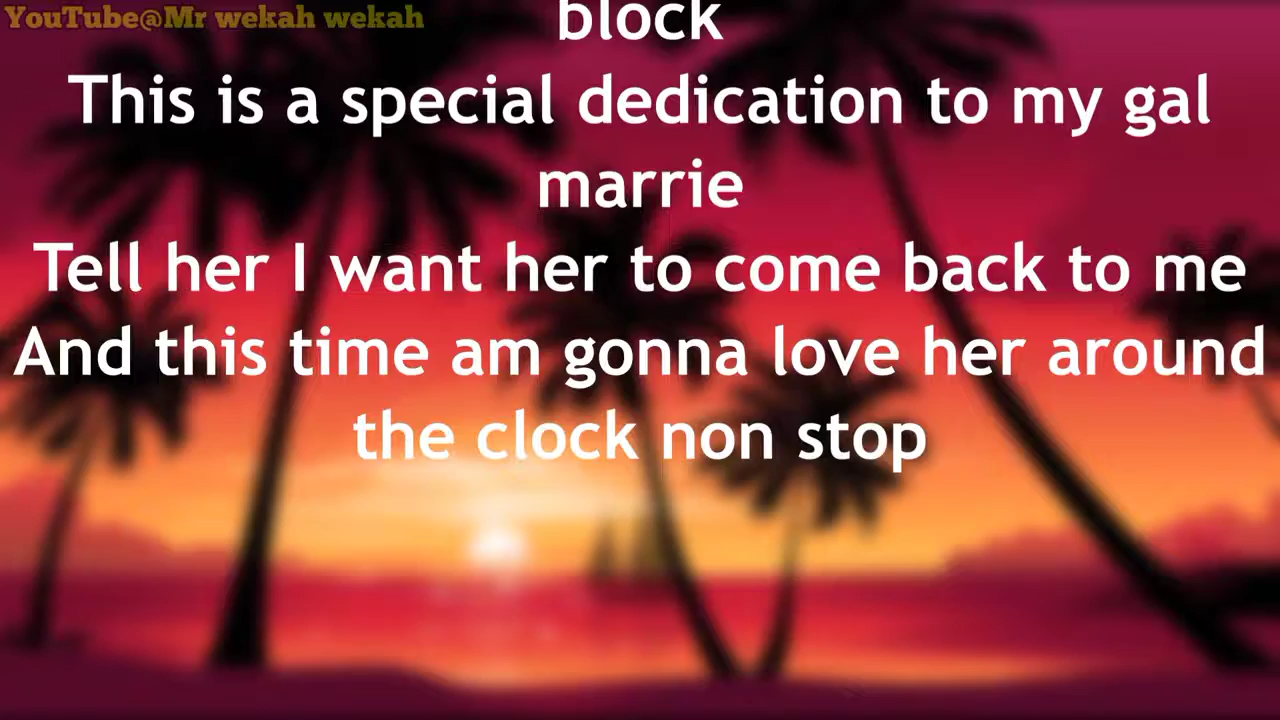 YouTube@Mr wekah wekah
block
This is a special dedication to my gal
marrie
Tell her I want her to come back to me
And this time am gonna love her around
the clock non stop